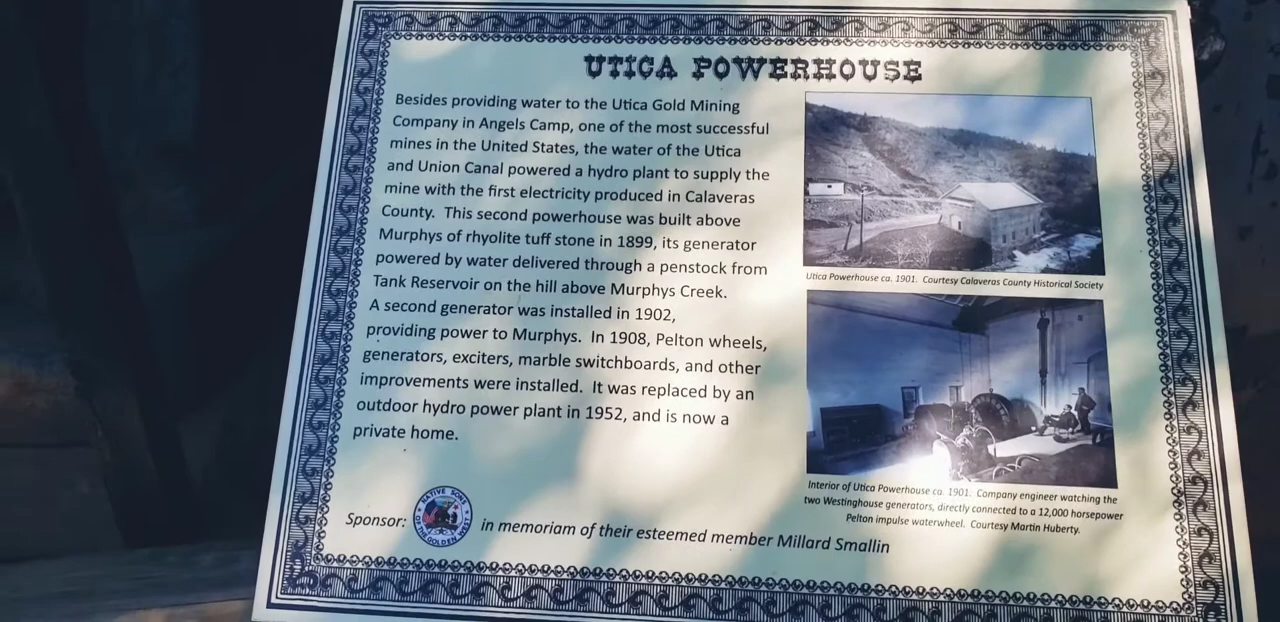 UTICA POWERHOUSE
Besides providing water to the Utica Gold Mining
Company in Angels Camp, one of the most successful
mines in the United States, the water of the Utica
and Union Canal powered a hydro plant to supply the
mine with the first electricity produced in Calaveras
County. This second powerhouse was built above
Murphys of rhyolite tuff stone in 1899, its generator
powered by water delivered through a penstock from
Tank Reservoir on the hill above Murphys Creek.
A second generator was installed in 1902,
providing power to Murphys. In 1908, Pelton wheels,
generators, exciters, marble switchboards, and other
improvements were installed. It was replaced by an
outdoor hydro power plant in 1952, and is now a
private home.
Utica Powerhouse ca. 1901. Courtesy Calaveras County Historical Society
Interior of Utica Powerhouse ca. 1901. Company engineer watching the
two Westinghouse generators, directly connected to a 12,000 horsepower
Pelton impulse waterwheel. Courtesy Martin Huberty.
Sponsor: NATIVE SONS OF THE GOLDEN WEST in memoriam of their esteemed member Millard Smallin